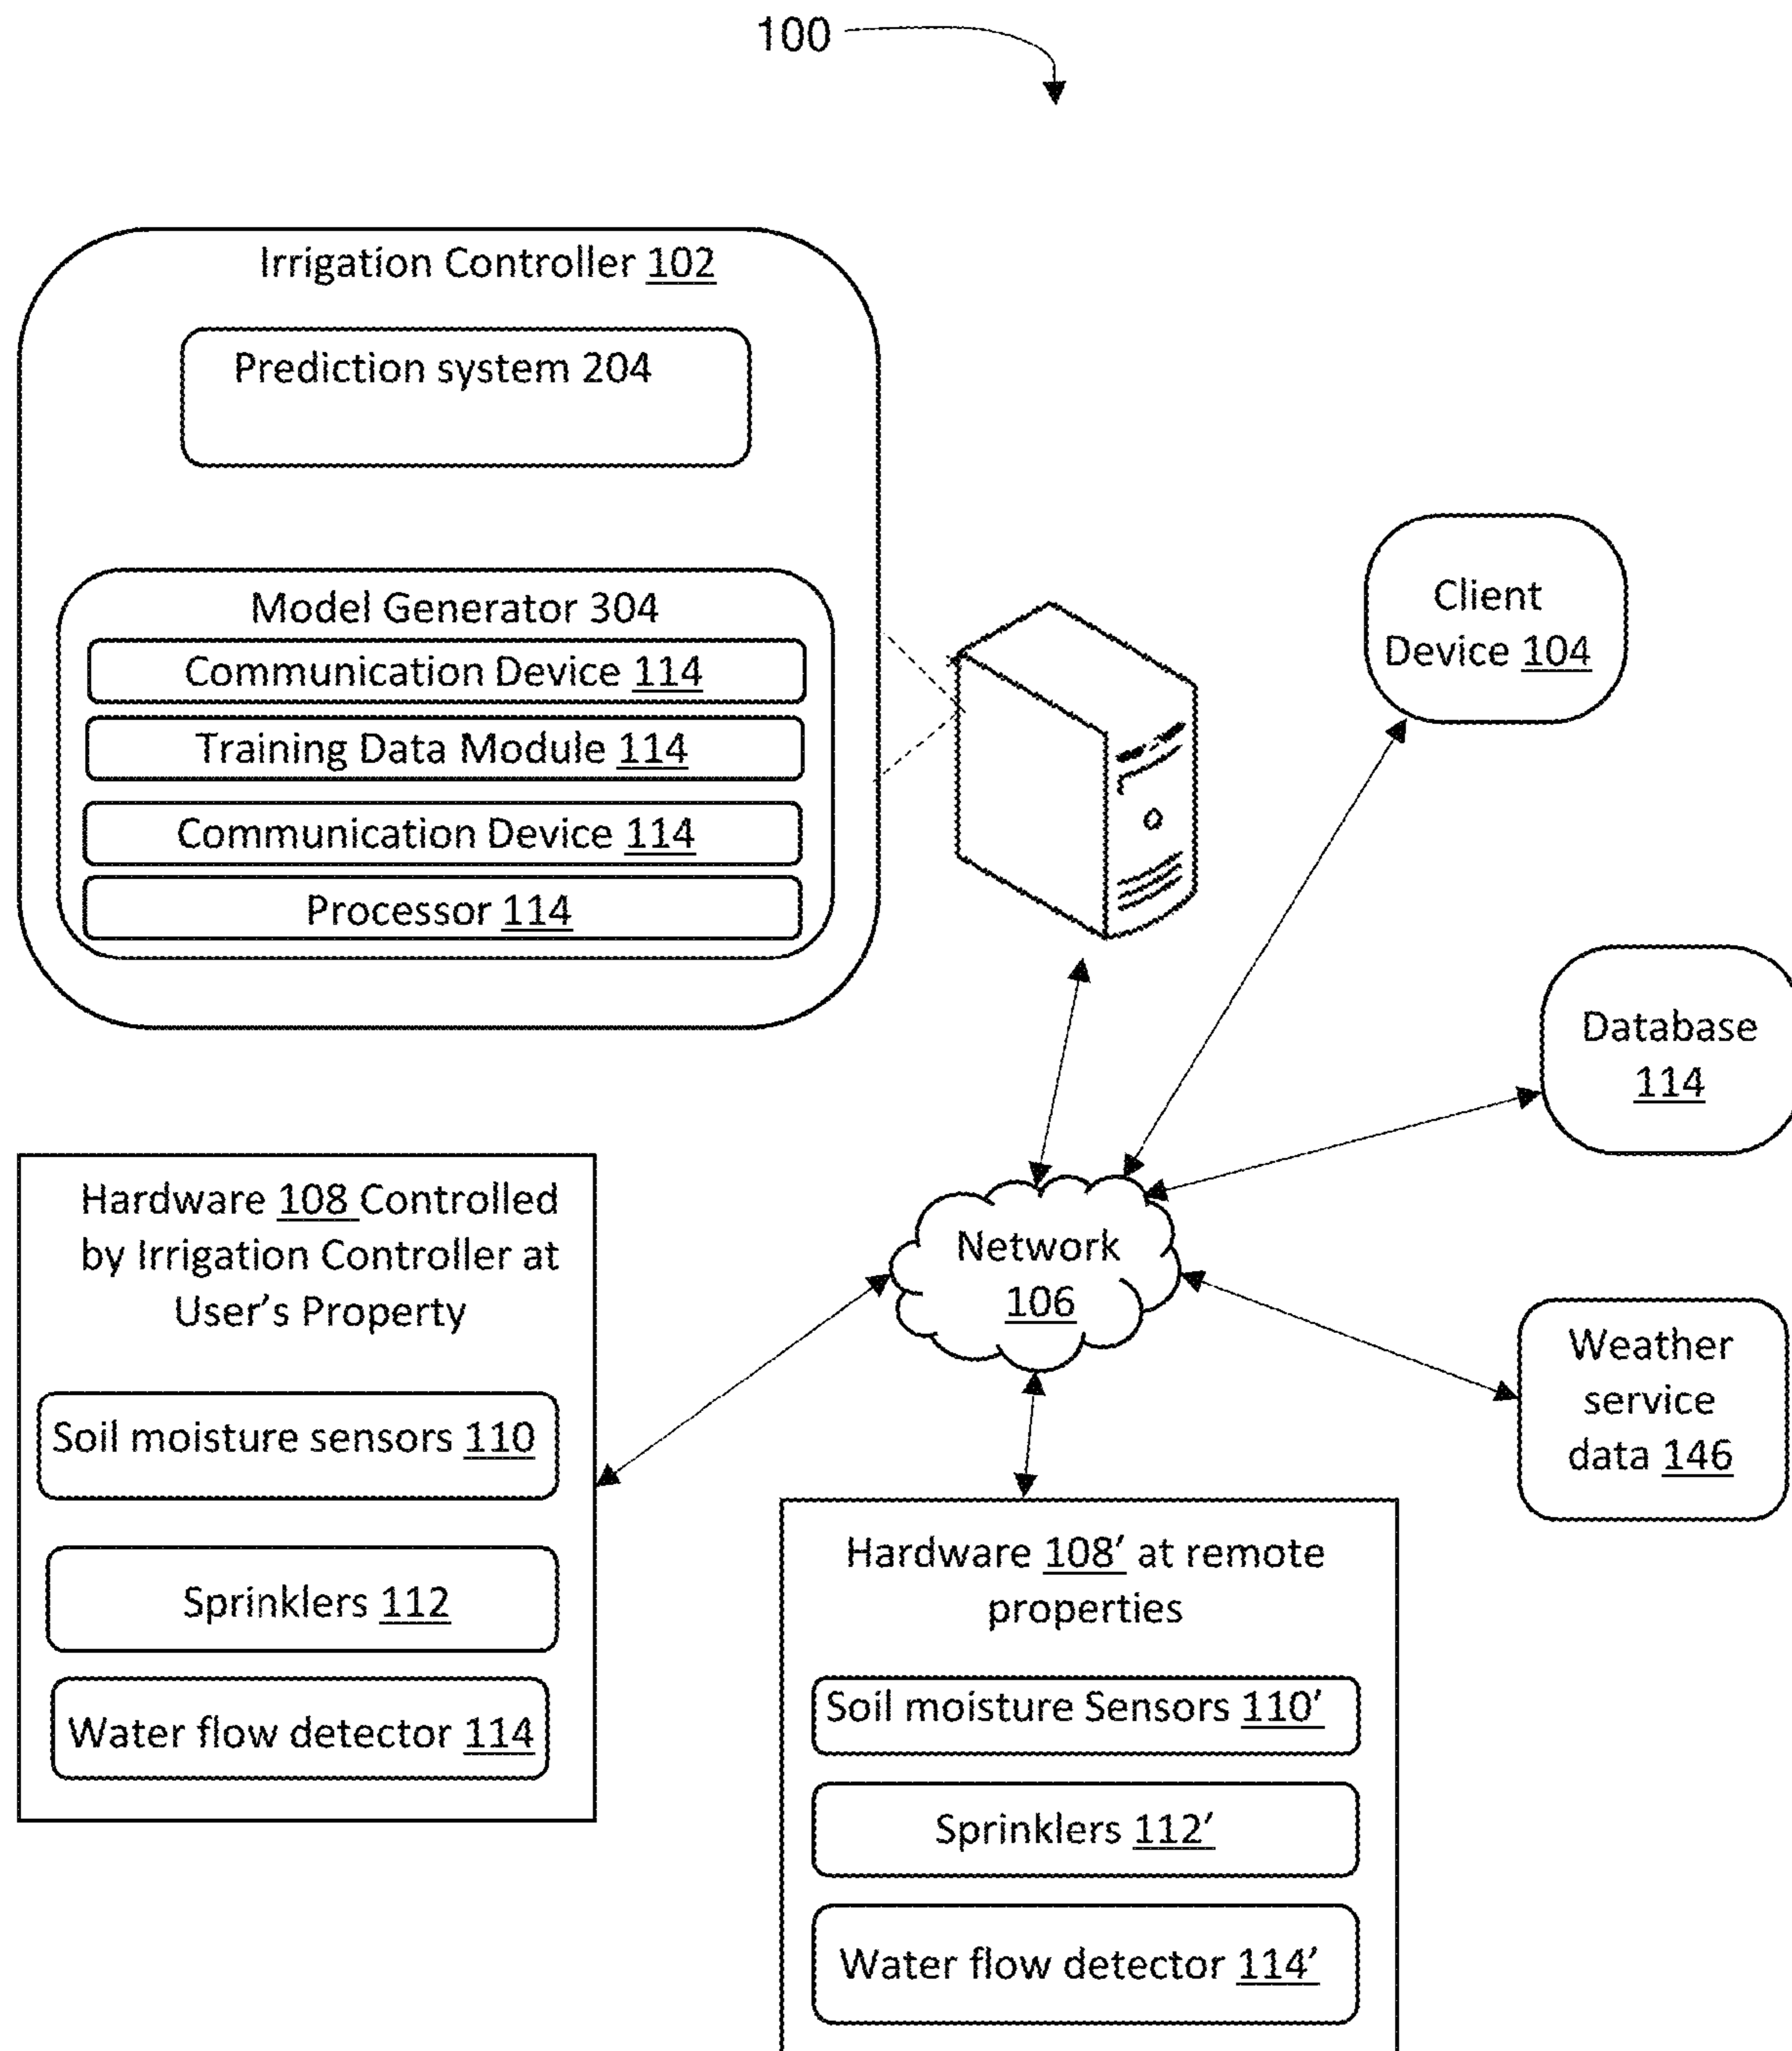 100
Irrigation Controller 102
Prediction system 204
Model Generator 304
Communication Device 114
Training Data Module 114
Communication Device 114
Processor 114
Client
Device 104
Database
114
Network
106
Weather
service
data 146
Hardware 108 Controlled
by Irrigation Controller at
User's Property
Soil moisture sensors 110
Sprinklers 112
Water flow detector 114
Hardware 108' at remote
properties
Soil moisture Sensors 110'
Sprinklers 112'
Water flow detector 114'